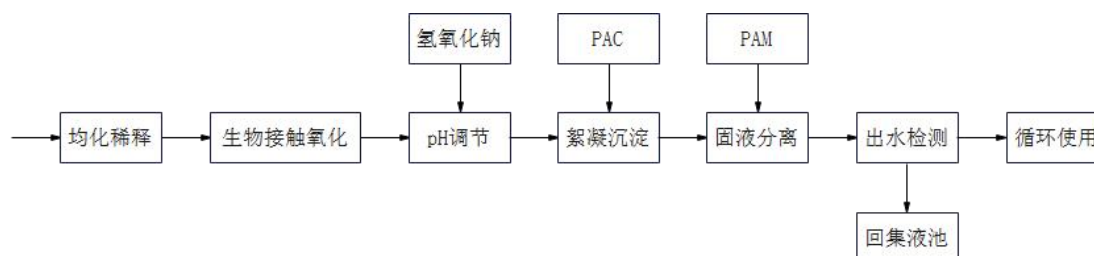 氢氧化钠
PAC
PAM
均化稀释
生物接触氧化
pH调节
絮凝沉淀
固液分离
出水检测
循环使用
回集液池